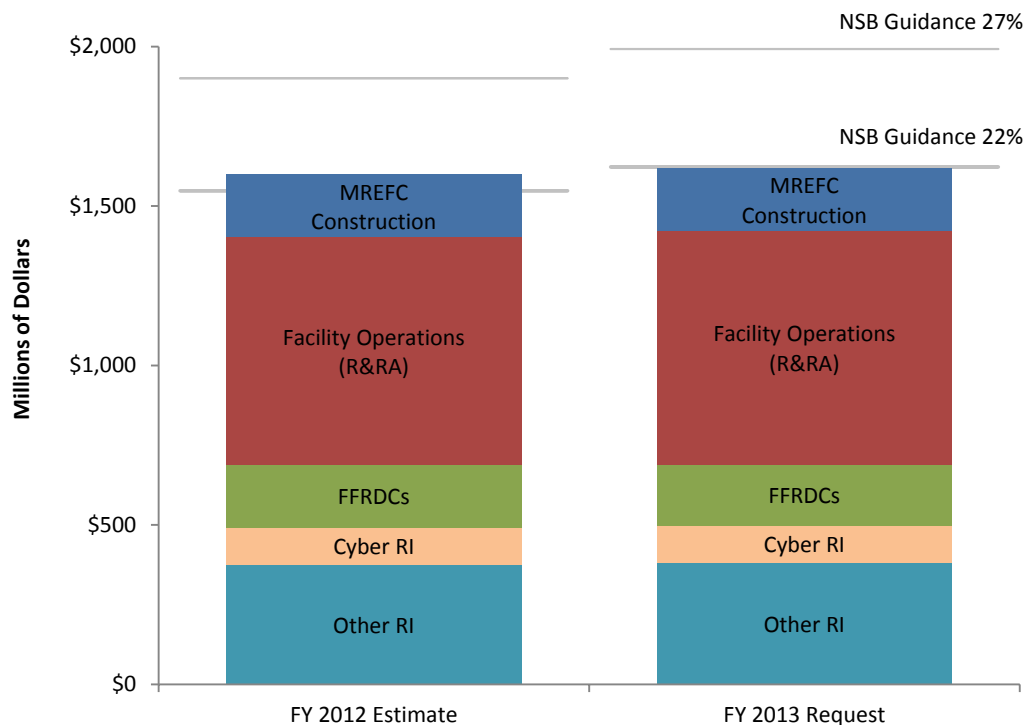 NSB Guidance 27%
$2,000
NSB Guidance 22%
MREFC
Construction
MREFC
Construction
$1,500
Facility Operations
(R&RA)
Facility Operations
(R&RA)
$1,000
Millions of Dollars
FFRDCs
FFRDCs
$500
Cyber RI
Cyber RI
Other RI
Other RI
$0
FY 2012 Estimate
FY 2013 Request